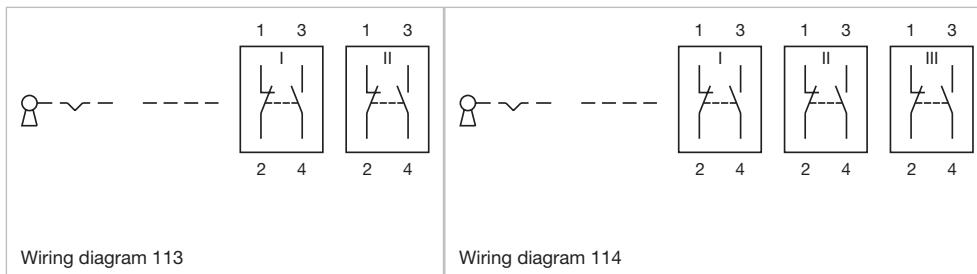 1 3 1 3
I II
2 4 2 4
Wiring diagram 113
1 3 1 3 1 3
I II III
2 4 2 4 2 4
Wiring diagram 114